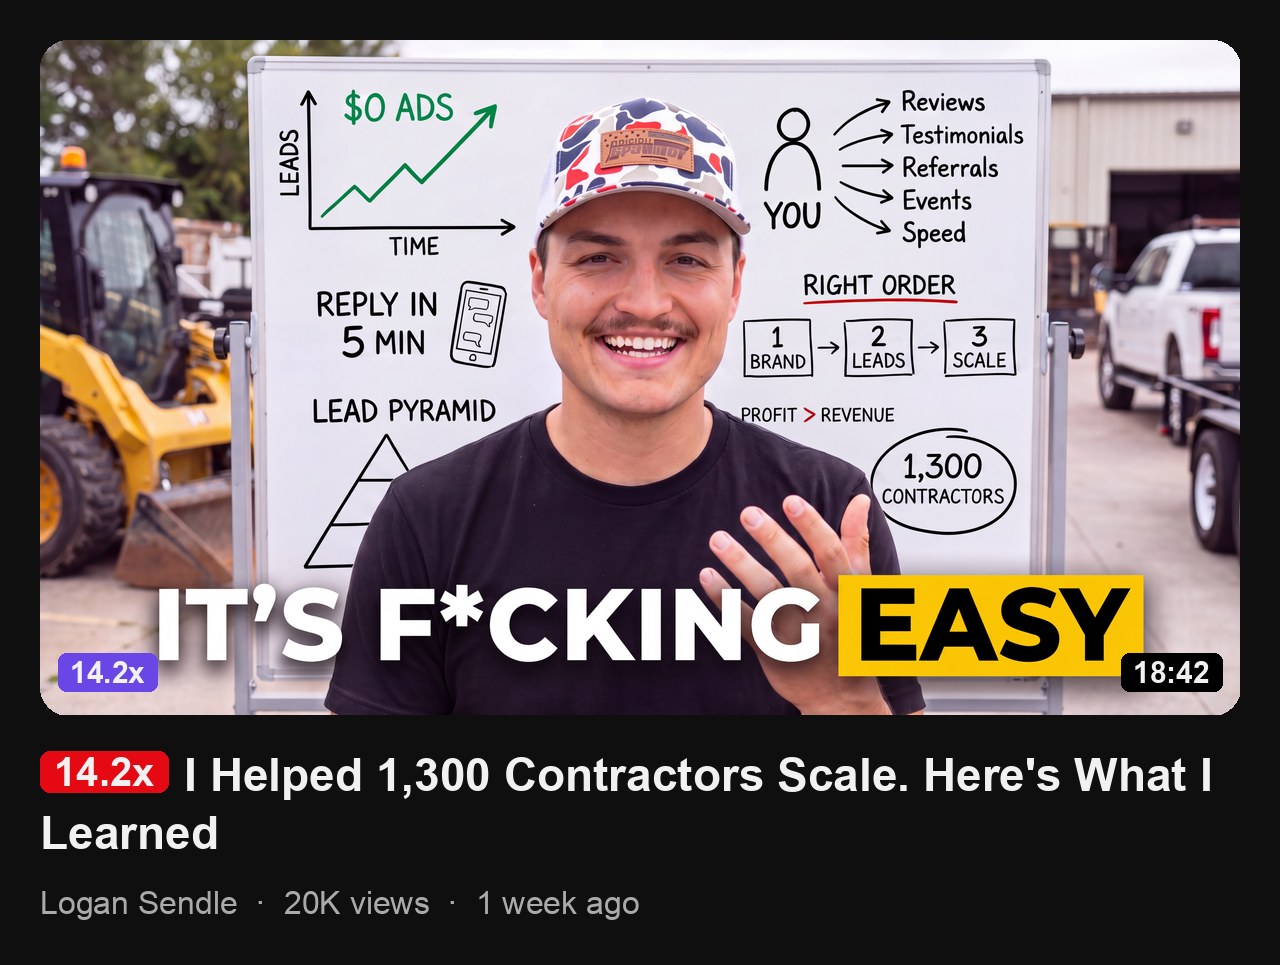 $0 ADS
LEADS
TIME
REPLY IN
5 MIN
LEAD PYRAMID
YOU
Reviews
Testimonials
Referrals
Events
Speed
RIGHT ORDER
1
BRAND
2
LEADS
3
SCALE
PROFIT > REVENUE
1,300
CONTRACTORS
IT'S F*CKING EASY
14.2x
18:42
14.2x I Helped 1,300 Contractors Scale. Here's What I
Learned
Logan Sendle · 20K views · 1 week ago